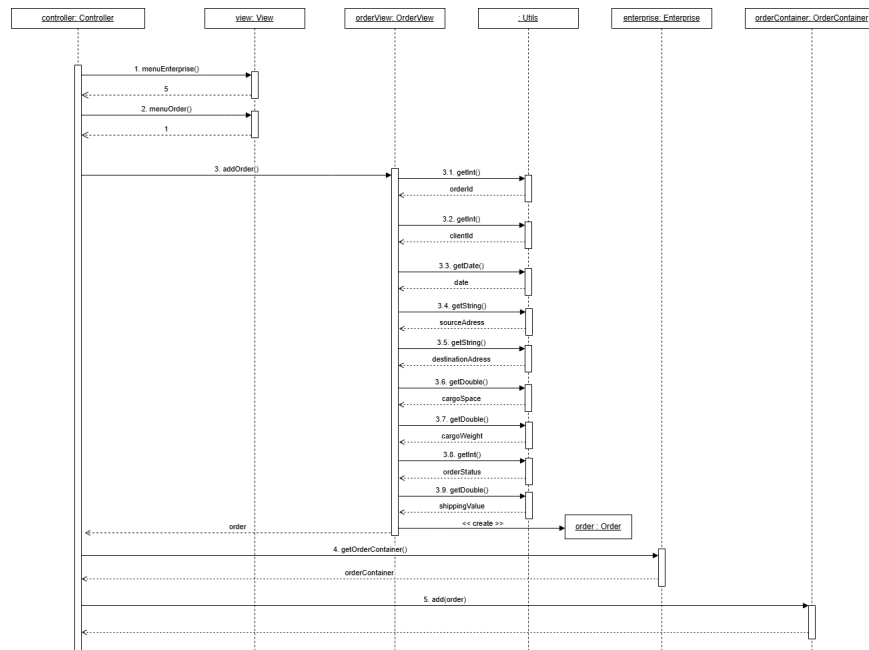 controller: Controller
view: View
orderView: OrderView
: Utils
enterprise: Enterprise
orderContainer: OrderContainer
1. menuEnterprise()
5
2. menuOrder()
1
3. addOrder()
3.1. getInt()
orderId
3.2. getInt()
clientId
3.3. getDate()
date
3.4. getString()
sourceAdress
3.5. getString()
destinationAdress
3.6. getDouble()
cargoSpace
3.7. getDouble()
cargoWeight
3.8. getInt()
orderStatus
3.9. getDouble()
shippingValue
<< create >>
order : Order
order
4. getOrderContainer()
orderContainer
5. add(order)